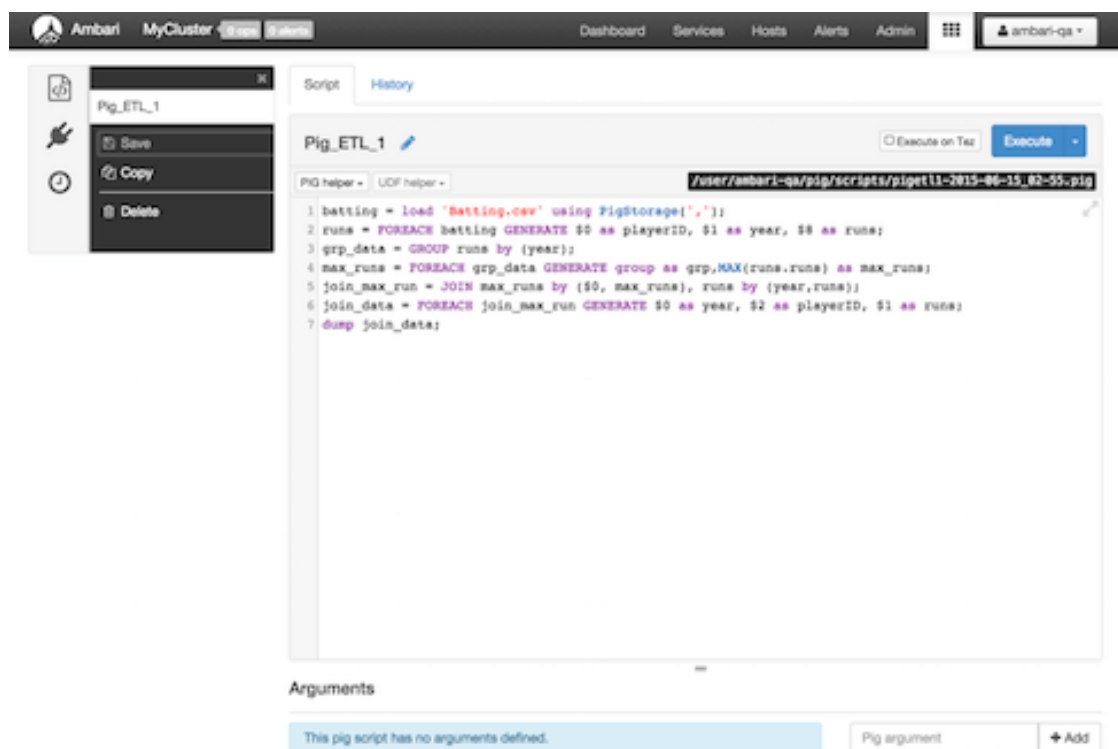 Ambari MyCluster 0 ops 0 alerts Dashboard Services Hosts Alerts Admin ambari-qa
Pig_ETL_1
Save
Copy
Delete
Script History
Pig_ETL_1 Execute on Tez Execute
PIG helper UDF helper /user/ambari-qa/pig/scripts/pigetl1-2015-06-15_02-55.pig
1 batting = load 'Batting.csv' using PigStorage(',');
2 runs = FOREACH batting GENERATE $0 as playerID, $1 as year, $8 as runs;
3 grp_data = GROUP runs by (year);
4 max_runs = FOREACH grp_data GENERATE group as grp,MAX(runs.runs) as max_runs;
5 join_max_run = JOIN max_runs by ($0, max_runs), runs by (year,runs);
6 join_data = FOREACH join_max_run GENERATE $0 as year, $2 as playerID, $1 as runs;
7 dump join_data;
Arguments
This pig script has no arguments defined. Pig argument + Add